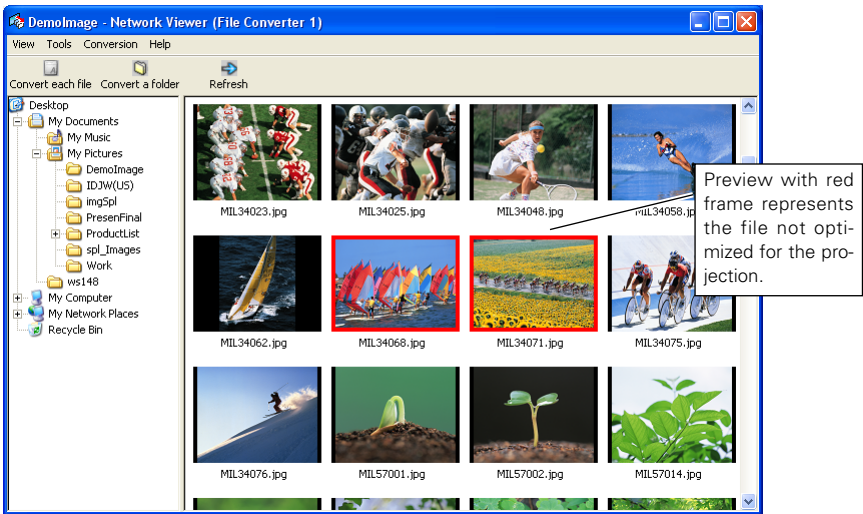 DemoImage - Network Viewer (File Converter 1)
View Tools Conversion Help
Convert each file Convert a folder Refresh
Desktop
My Documents
My Music
My Pictures
DemoImage
IDJW(US)
imgSpl
PresenFinal
ProductList
spl_Images
Work
ws148
My Computer
My Network Places
Recycle Bin
MIL34023.jpg MIL34025.jpg MIL34048.jpg MIL34058.jp
MIL34062.jpg MIL34068.jpg MIL34071.jpg MIL34075.jpg
MIL34076.jpg MIL57001.jpg MIL57002.jpg MIL57014.jpg
Preview with red
frame represents
the file not opti-
mized for the pro-
jection.